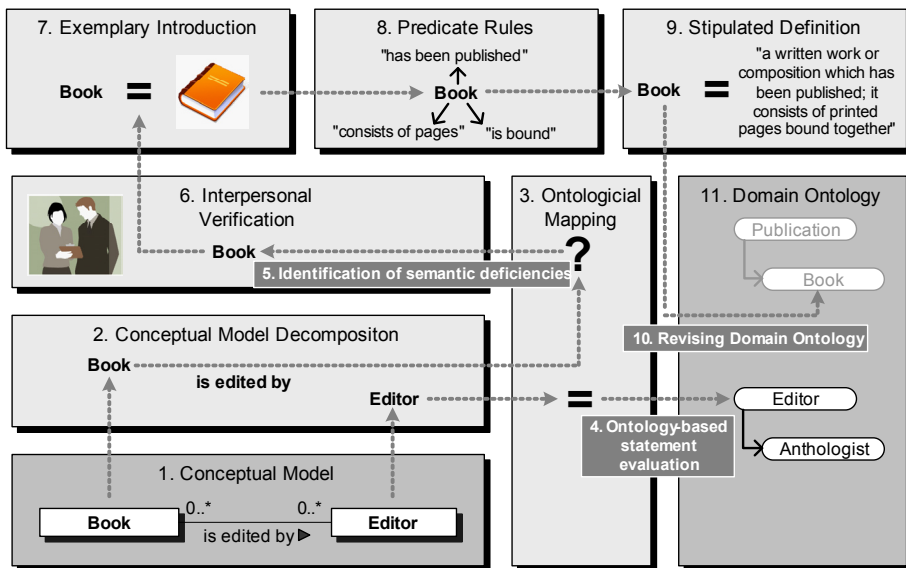 7. Exemplary Introduction
Book =
8. Predicate Rules
"has been published"
Book
"consists of pages" "is bound"
9. Stipulated Definition
Book =
"a written work or
composition which has
been published; it
consists of printed
pages bound together"
6. Interpersonal
Verification
Book
5. Identification of semantic deficiencies
3. Ontologicial
Mapping
?
=
4. Ontology-based
statement
evaluation
11. Domain Ontology
Publication
Book
10. Revising Domain Ontology
Editor
Anthologist
2. Conceptual Model Decompositon
Book
is edited by
Editor
1. Conceptual Model
Book
0..* 0..*
is edited by
Editor